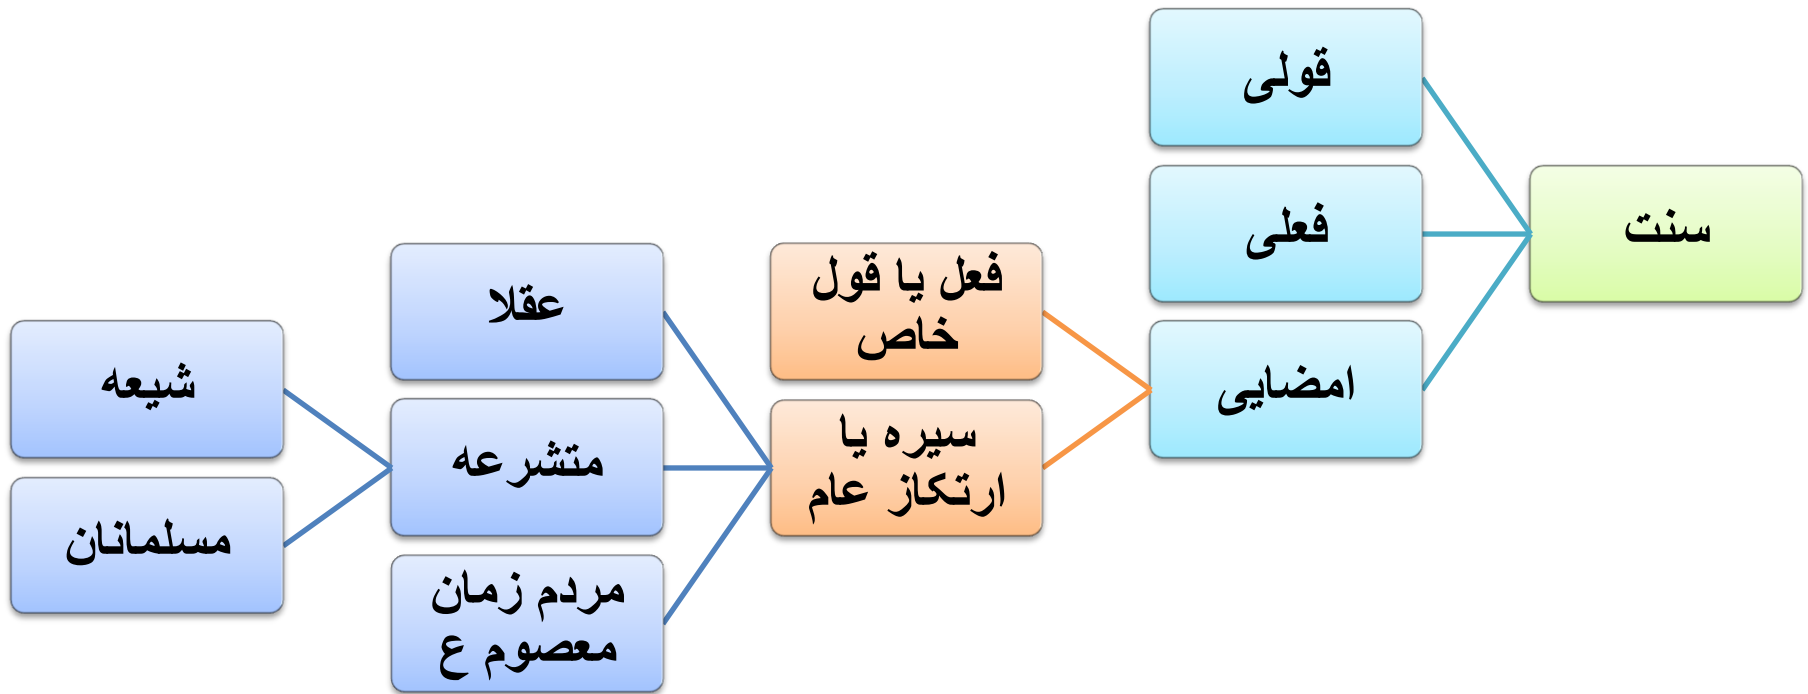 سنت
قولی
فعلی
امضایی
فعل یا قول
خاص
سیره یا
ارتکاز عام
عقلا
متشرعه
مردم زمان
معصوم ع
شیعه
مسلمانان